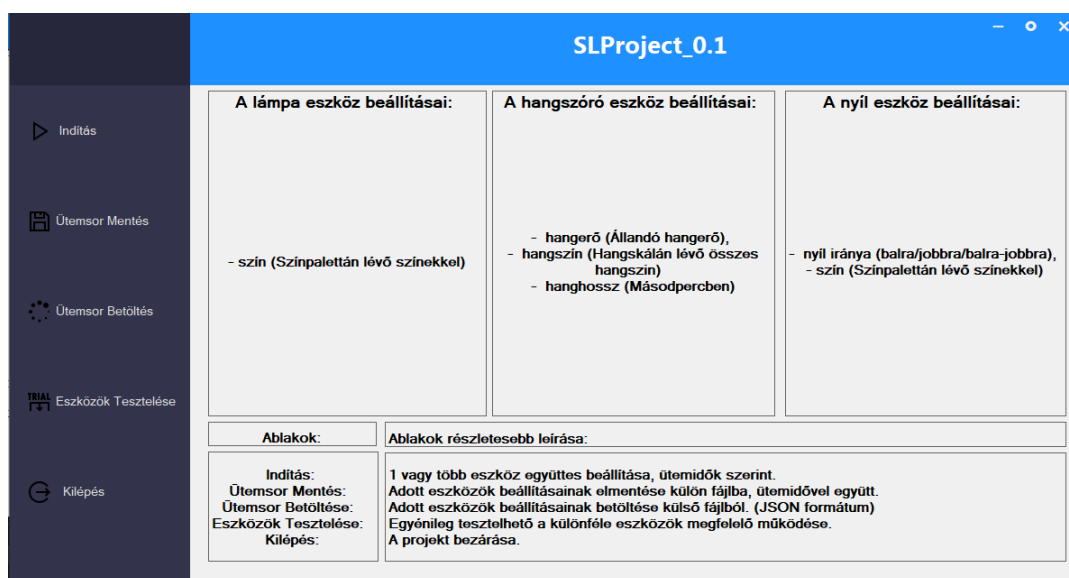 SLProject_0.1
Indítás
Ütemsor Mentés
Ütemsor Betöltés
TRIAL
Eszközök Tesztelése
Kilépés
A lámpa eszköz beállításai:
- szín (Színpalettán lévő színekkel)
A hangszóró eszköz beállításai:
- hangerő (Állandó hangerő),
- hangszín (Hangskálán lévő összes
hangszin)
- hanghossz (Másodpercben)
A nyíl eszköz beállításai:
- nyíl iránya (balra/jobbra/balra-jobbra),
- szín (Színpalettán lévő színekkel)
Ablakok:
Ablakok részletesebb leírása:
Indítás:
Ütemsor Mentés:
Ütemsor Betöltése:
Eszközök Tesztelése:
Kilépés:
1 vagy több eszköz együttes beállítása, ütemidők szerint.
Adott eszközök beállításainak elmentése külön fájlba, ütemidővel együtt.
Adott eszközök beállításainak betöltése külső fájlból. (JSON formátum)
Egyénileg tesztelhető a különféle eszközök megfelelő működése.
A projekt bezárása.